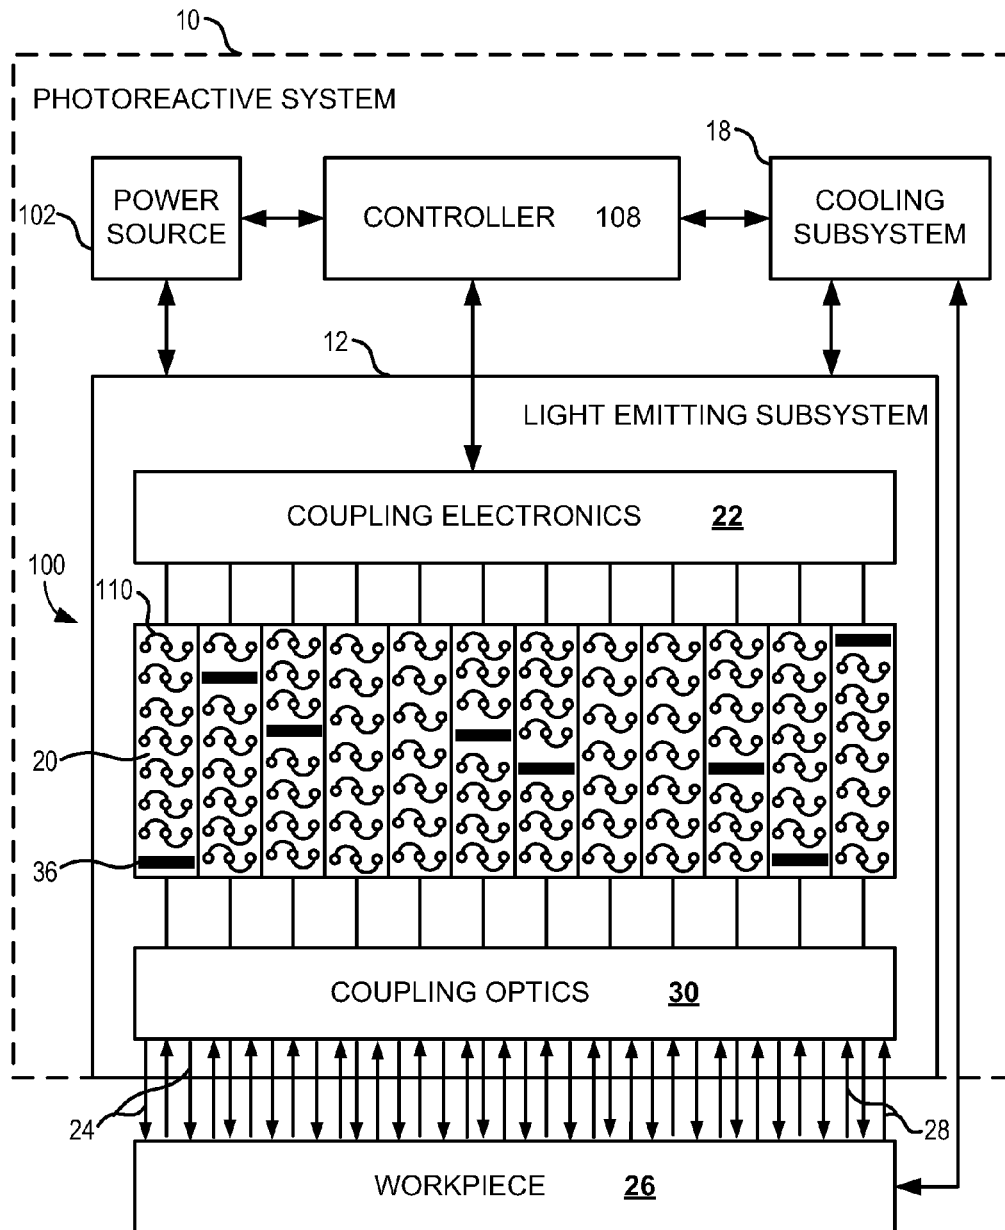 10
PHOTOREACTIVE SYSTEM
18
102
POWER
SOURCE
CONTROLLER 108
COOLING
SUBSYSTEM
12
LIGHT EMITTING SUBSYSTEM
COUPLING ELECTRONICS 22
100
110
20
36
COUPLING OPTICS 30
24
28
WORKPIECE 26